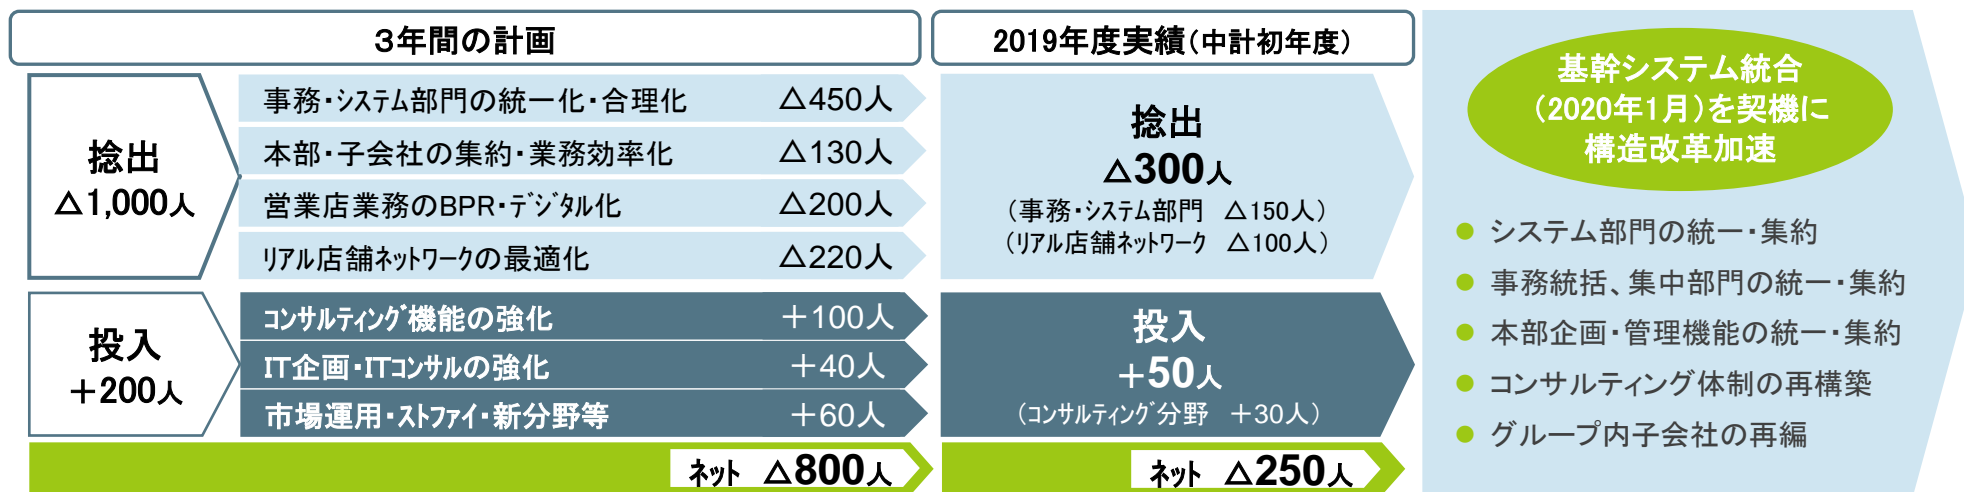 ３年間の計画
捻出
△1,000人
事務・システム部門の統一化・合理化 △450人
本部・子会社の集約・業務効率化 △130人
営業店業務のBPR・ﾃﾞｼﾞﾀﾙ化 △200人
ﾘｱﾙ店舗ﾈｯﾄﾜｰｸの最適化 △220人
投入
＋200人
ｺﾝｻﾙﾃｨﾝｸﾞ機能の強化 ＋100人
IT企画・ITｺﾝｻﾙの強化 ＋40人
市場運用・ｽﾄﾌｧｲ・新分野等 ＋60人
ネット △800人
2019年度実績（中計初年度）
捻出
△300人
（事務・システム部門 △150人）
（ﾘｱﾙ店舗ネットワーク △100人）
投入
＋50人
（ｺﾝｻﾙﾃｨﾝｸﾞ分野 ＋30人）
ネット △250人
基幹システム統合
（2020年1月）を契機に
構造改革加速
● システム部門の統一・集約
● 事務統括、集中部門の統一・集約
● 本部企画・管理機能の統一・集約
● コンサルティング体制の再構築
● グループ内子会社の再編